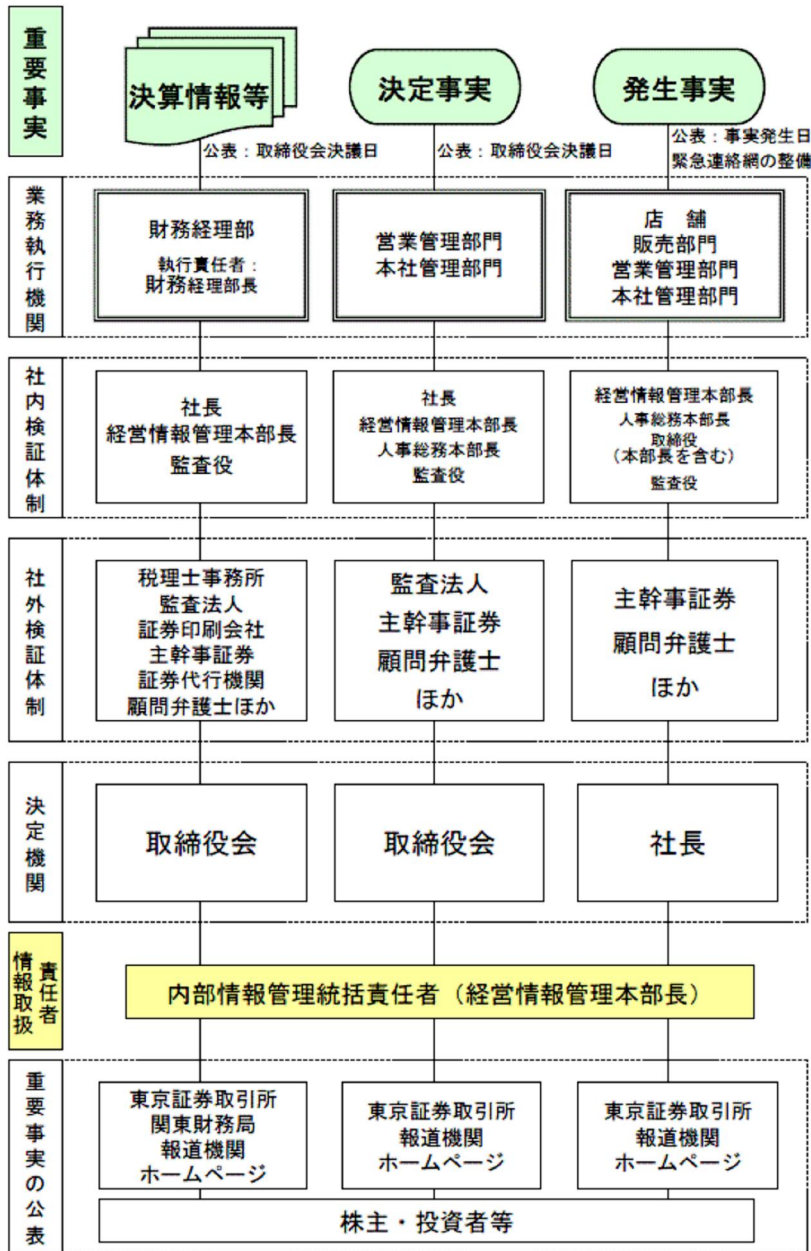 重要事実
決算情報等
決定事実
発生事実
公表：取締役会決議日
公表：取締役会決議日
公表：事実発生日
緊急連絡網の整備
業務執行機関
財務経理部
執行責任者：
財務経理部長
営業管理部門
本社管理部門
店　舗
販売部門
営業管理部門
本社管理部門
社内検証体制
社長
経営情報管理本部長
監査役
社長
経営情報管理本部長
人事総務本部長
監査役
経営情報管理本部長
人事総務本部長
取締役
（本部長を含む）
監査役
社外検証体制
税理士事務所
監査法人
証券印刷会社
主幹事証券
証券代行機関
顧問弁護士ほか
監査法人
主幹事証券
顧問弁護士
ほか
主幹事証券
顧問弁護士
ほか
決定機関
取締役会
取締役会
社長
情報取扱
責任者
内部情報管理統括責任者（経営情報管理本部長）
重要事実の公表
東京証券取引所
関東財務局
報道機関
ホームページ
東京証券取引所
報道機関
ホームページ
東京証券取引所
報道機関
ホームページ
株主・投資者等